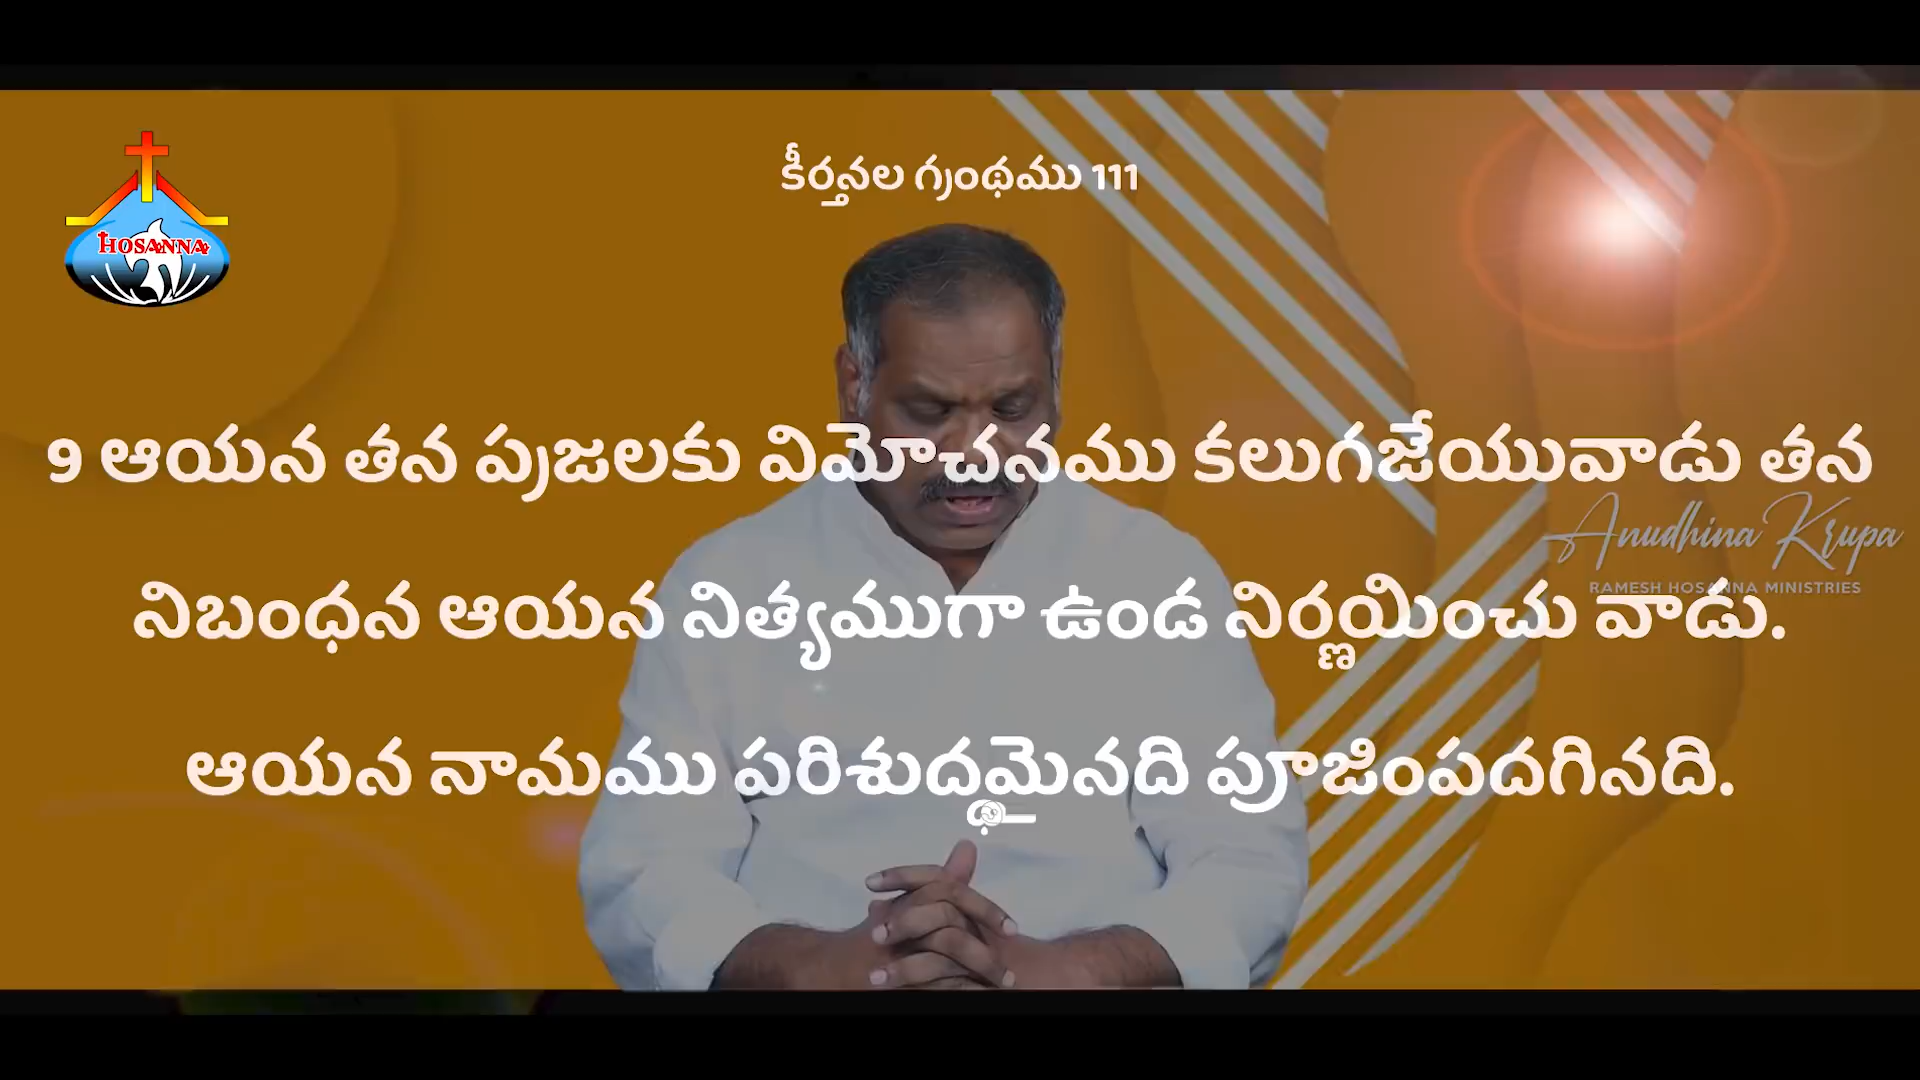 కీర్తనల గ్రంథము 111
HOSANNA
9 ఆయన తన ప్రజలకు విమోచనము కలుగజేయువాడు తన
నిబంధన ఆయన నిత్యముగా ఉండ నిర్ణయించు వాడు.
ఆయన నామము పరిశుద్ధమైనది పూజింపదగినది.
Anudhina Krupa
RAMESH HOSANNA MINISTRIES